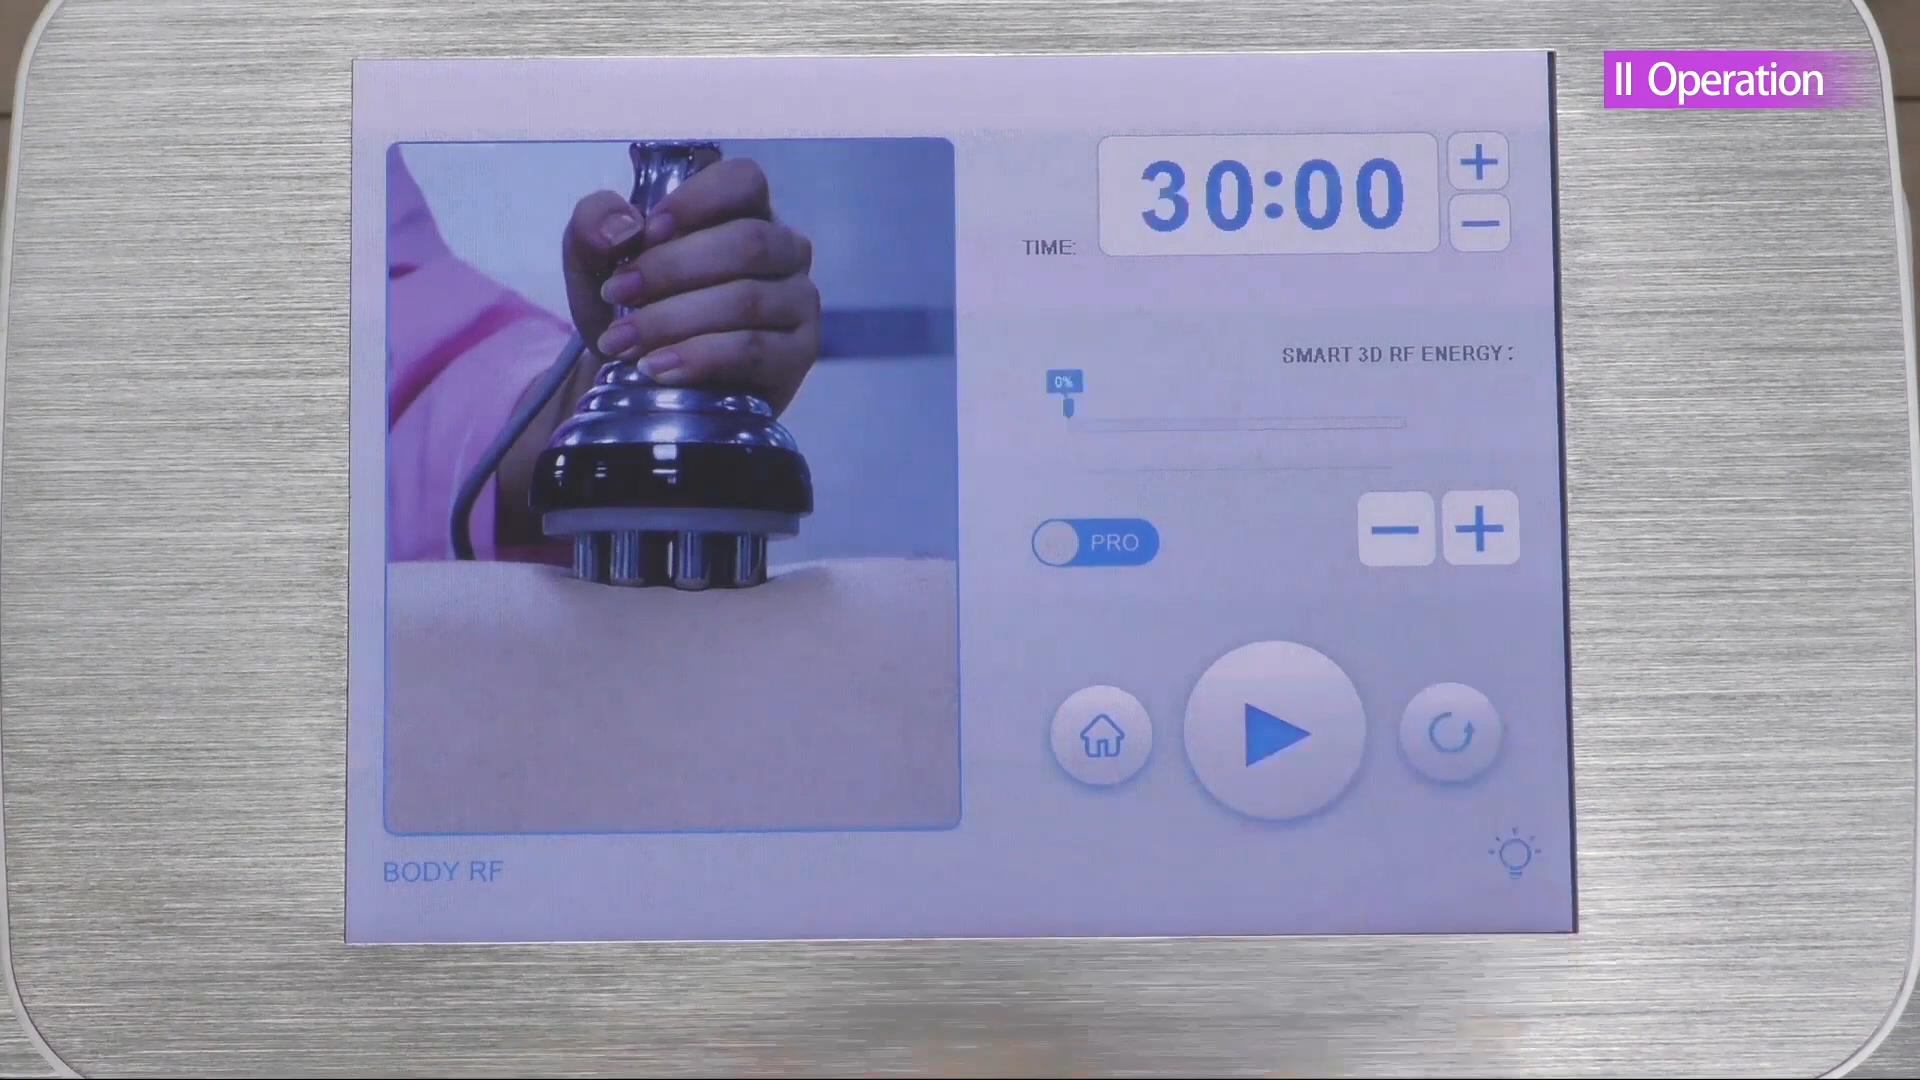 II Operation
30:00
TIME:
SMART 3D RF ENERGY:
0%
PRO
BODY RF